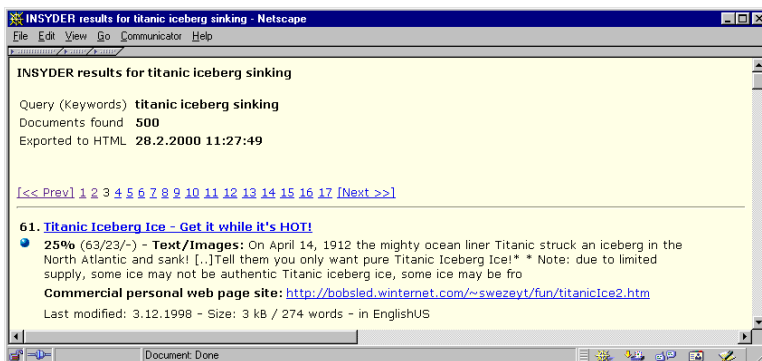 INSYDER results for titanic iceberg sinking - Netscape
File Edit View Go Communicator Help
INSYDER results for titanic iceberg sinking
Query (Keywords) titanic iceberg sinking
Documents found 500
Exported to HTML 28.2.2000 11:27:49
[<< Prev] 1 2 3 4 5 6 7 8 9 10 11 12 13 14 15 16 17 [Next >>]
61. Titanic Iceberg Ice - Get it while it's HOT!
25% (63/23/-) - Text/Images: On April 14, 1912 the mighty ocean liner Titanic struck an iceberg in the
North Atlantic and sank! [..]Tell them you only want pure Titanic Iceberg Ice!* * Note: due to limited
supply, some ice may not be authentic Titanic iceberg ice, some ice may be fro
Commercial personal web page site: http://bobsled.winternet.com/~swezeyt/fun/titanicIce2.htm
Last modified: 3.12.1998 - Size: 3 kB / 274 words - in EnglishUS
Document: Done